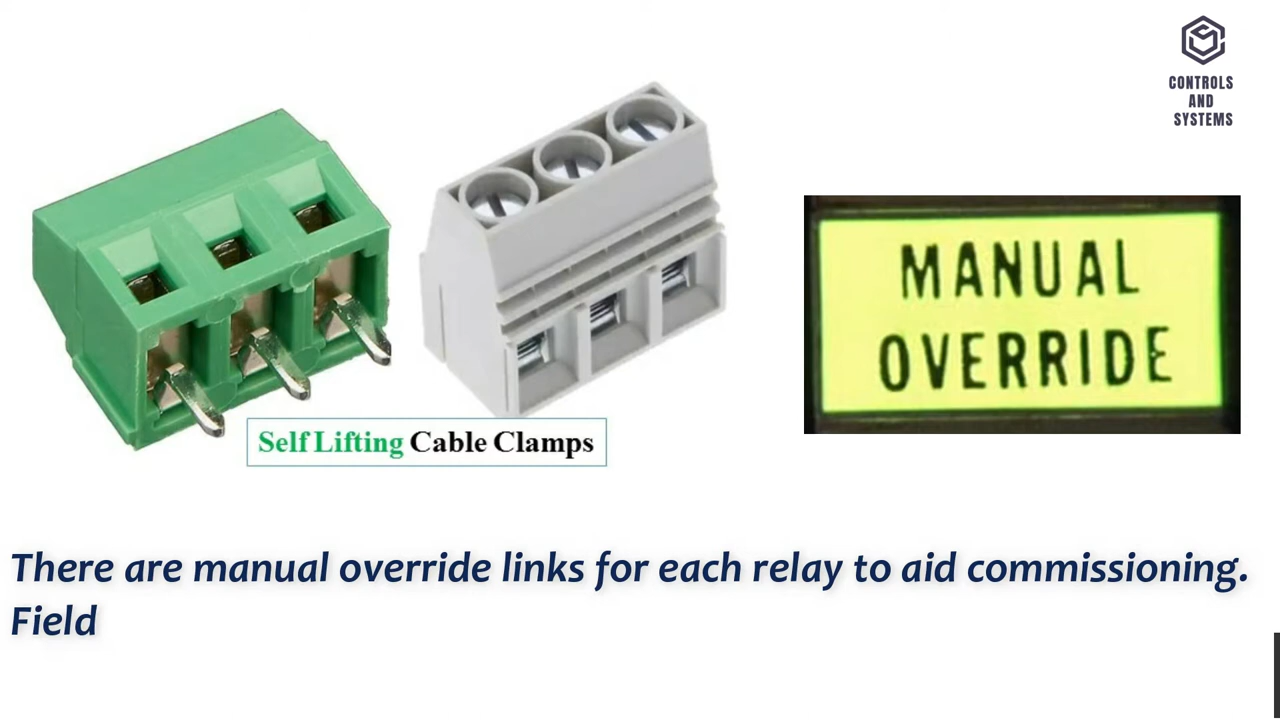 CONTROLS
AND
SYSTEMS
MANUAL
OVERRIDE
Self Lifting Cable Clamps
There are manual override links for each relay to aid commissioning.
Field